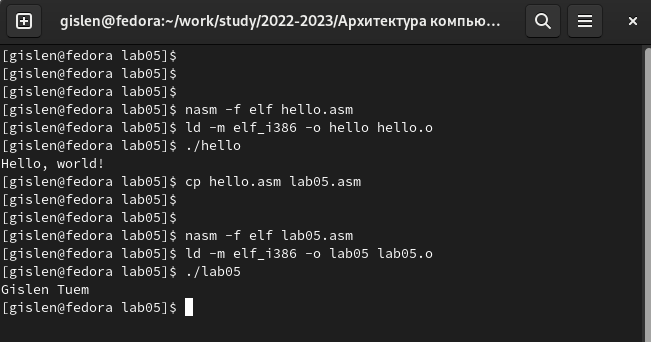 gislen@fedora:~/work/study/2022-2023/Архитектура компью...
[gislen@fedora lab05]$
[gislen@fedora lab05]$
[gislen@fedora lab05]$
[gislen@fedora lab05]$ nasm -f elf hello.asm
[gislen@fedora lab05]$ ld -m elf_i386 -o hello hello.o
[gislen@fedora lab05]$ ./hello
Hello, world!
[gislen@fedora lab05]$ cp hello.asm lab05.asm
[gislen@fedora lab05]$
[gislen@fedora lab05]$
[gislen@fedora lab05]$ nasm -f elf lab05.asm
[gislen@fedora lab05]$ ld -m elf_i386 -o lab05 lab05.o
[gislen@fedora lab05]$ ./lab05
Gislen Tuem
[gislen@fedora lab05]$